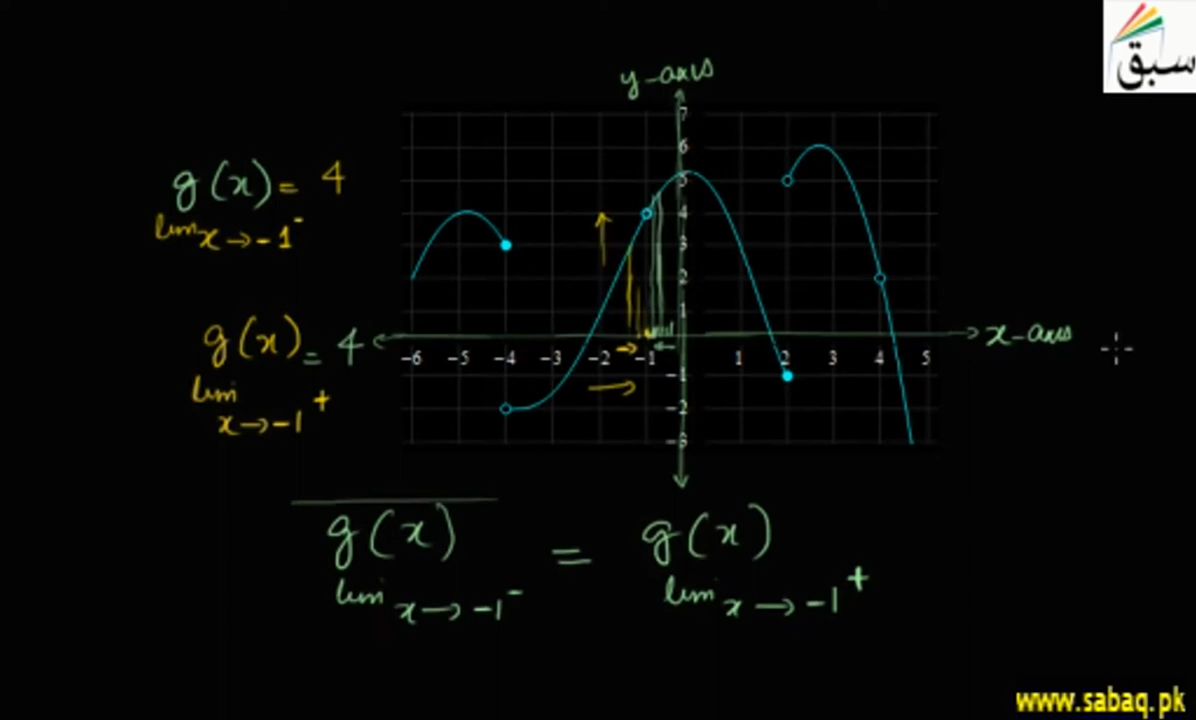 سبق
y-axis
7
6
5
4
3
2
1
-6 -5 -4 -3 -2 -1 1 2 3 4 5
-1
-2
-3
x-axis
g(x) = 4
lim x→-1⁻
g(x) = 4
lim x→-1⁺
g(x) = g(x)
lim x→-1⁻ lim x→-1⁺
www.sabaq.pk